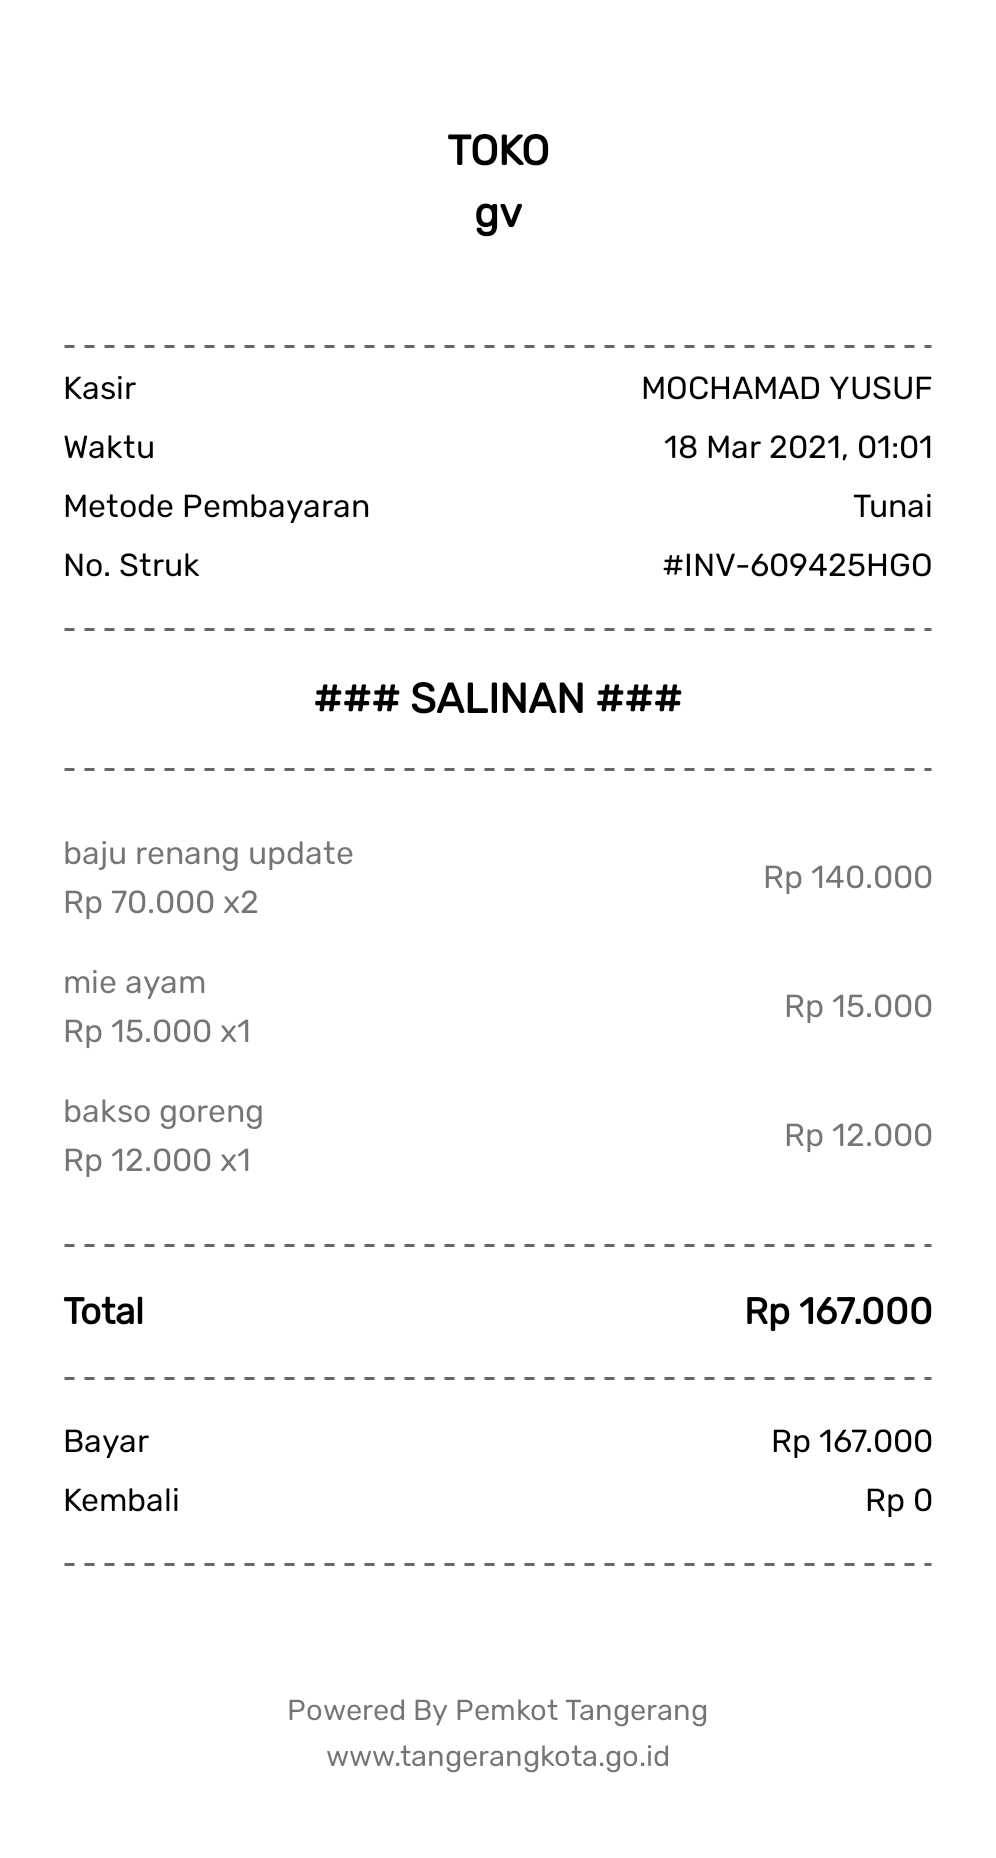 TOKO
gv
Kasir MOCHAMAD YUSUF
Waktu 18 Mar 2021, 01:01
Metode Pembayaran Tunai
No. Struk #INV-609425HGO
### SALINAN ###
baju renang update
Rp 70.000 x2 Rp 140.000
mie ayam
Rp 15.000 x1 Rp 15.000
bakso goreng
Rp 12.000 x1 Rp 12.000
Total Rp 167.000
Bayar Rp 167.000
Kembali Rp 0
Powered By Pemkot Tangerang
www.tangerangkota.go.id